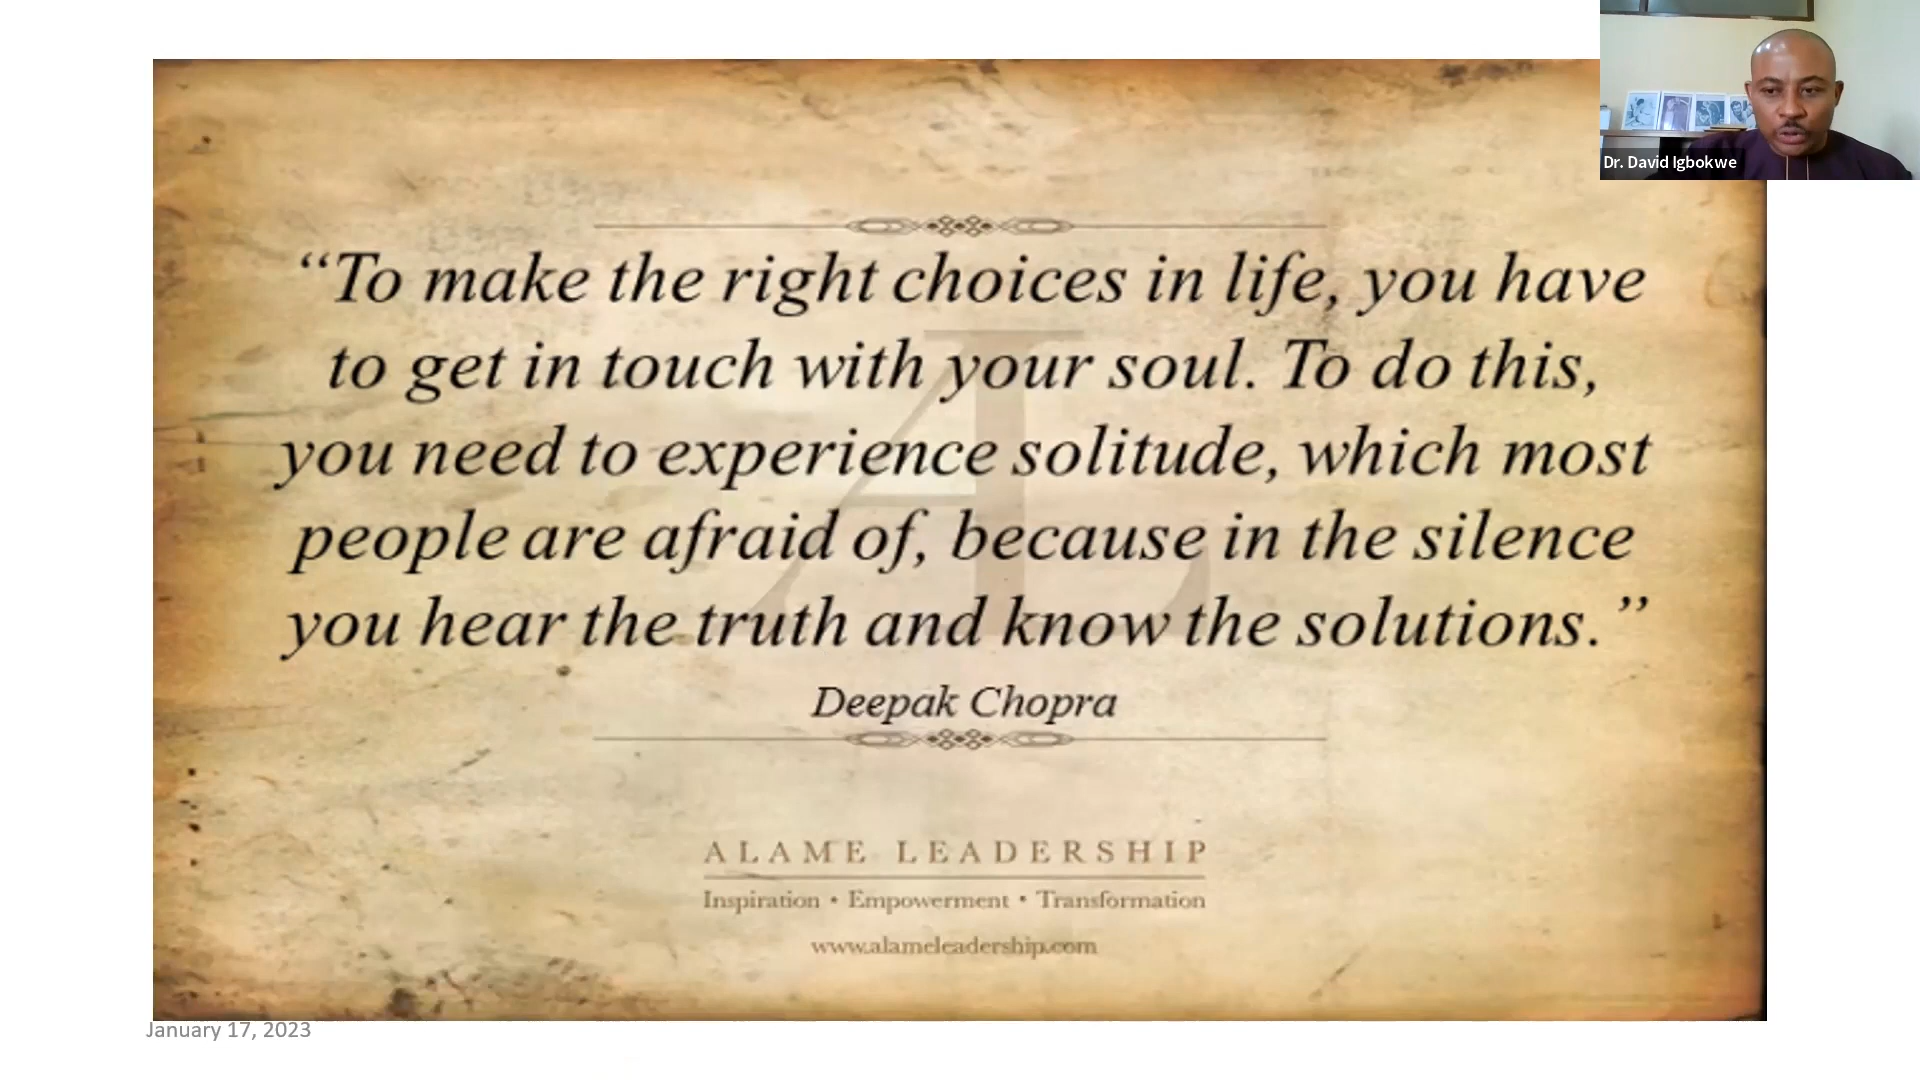 Dr. David Igbokwe
“To make the right choices in life, you have
to get in touch with your soul. To do this,
you need to experience solitude, which most
people are afraid of, because in the silence
you hear the truth and know the solutions.”
Deepak Chopra
ALAME LEADERSHIP
Inspiration • Empowerment • Transformation
www.alameleadership.com
January 17, 2023